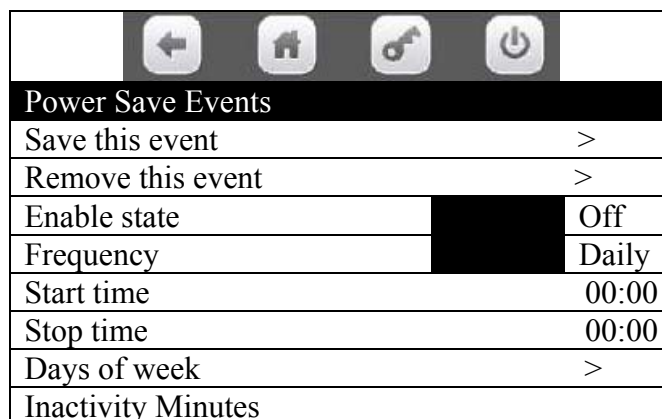 Power Save Events
Save this event >
Remove this event >
Enable state Off
Frequency Daily
Start time 00:00
Stop time 00:00
Days of week >
Inactivity Minutes